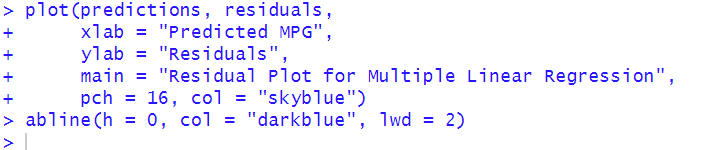 > plot(predictions, residuals,
+      xlab = "Predicted MPG",
+      ylab = "Residuals",
+      main = "Residual Plot for Multiple Linear Regression",
+      pch = 16, col = "skyblue")
> abline(h = 0, col = "darkblue", lwd = 2)
>